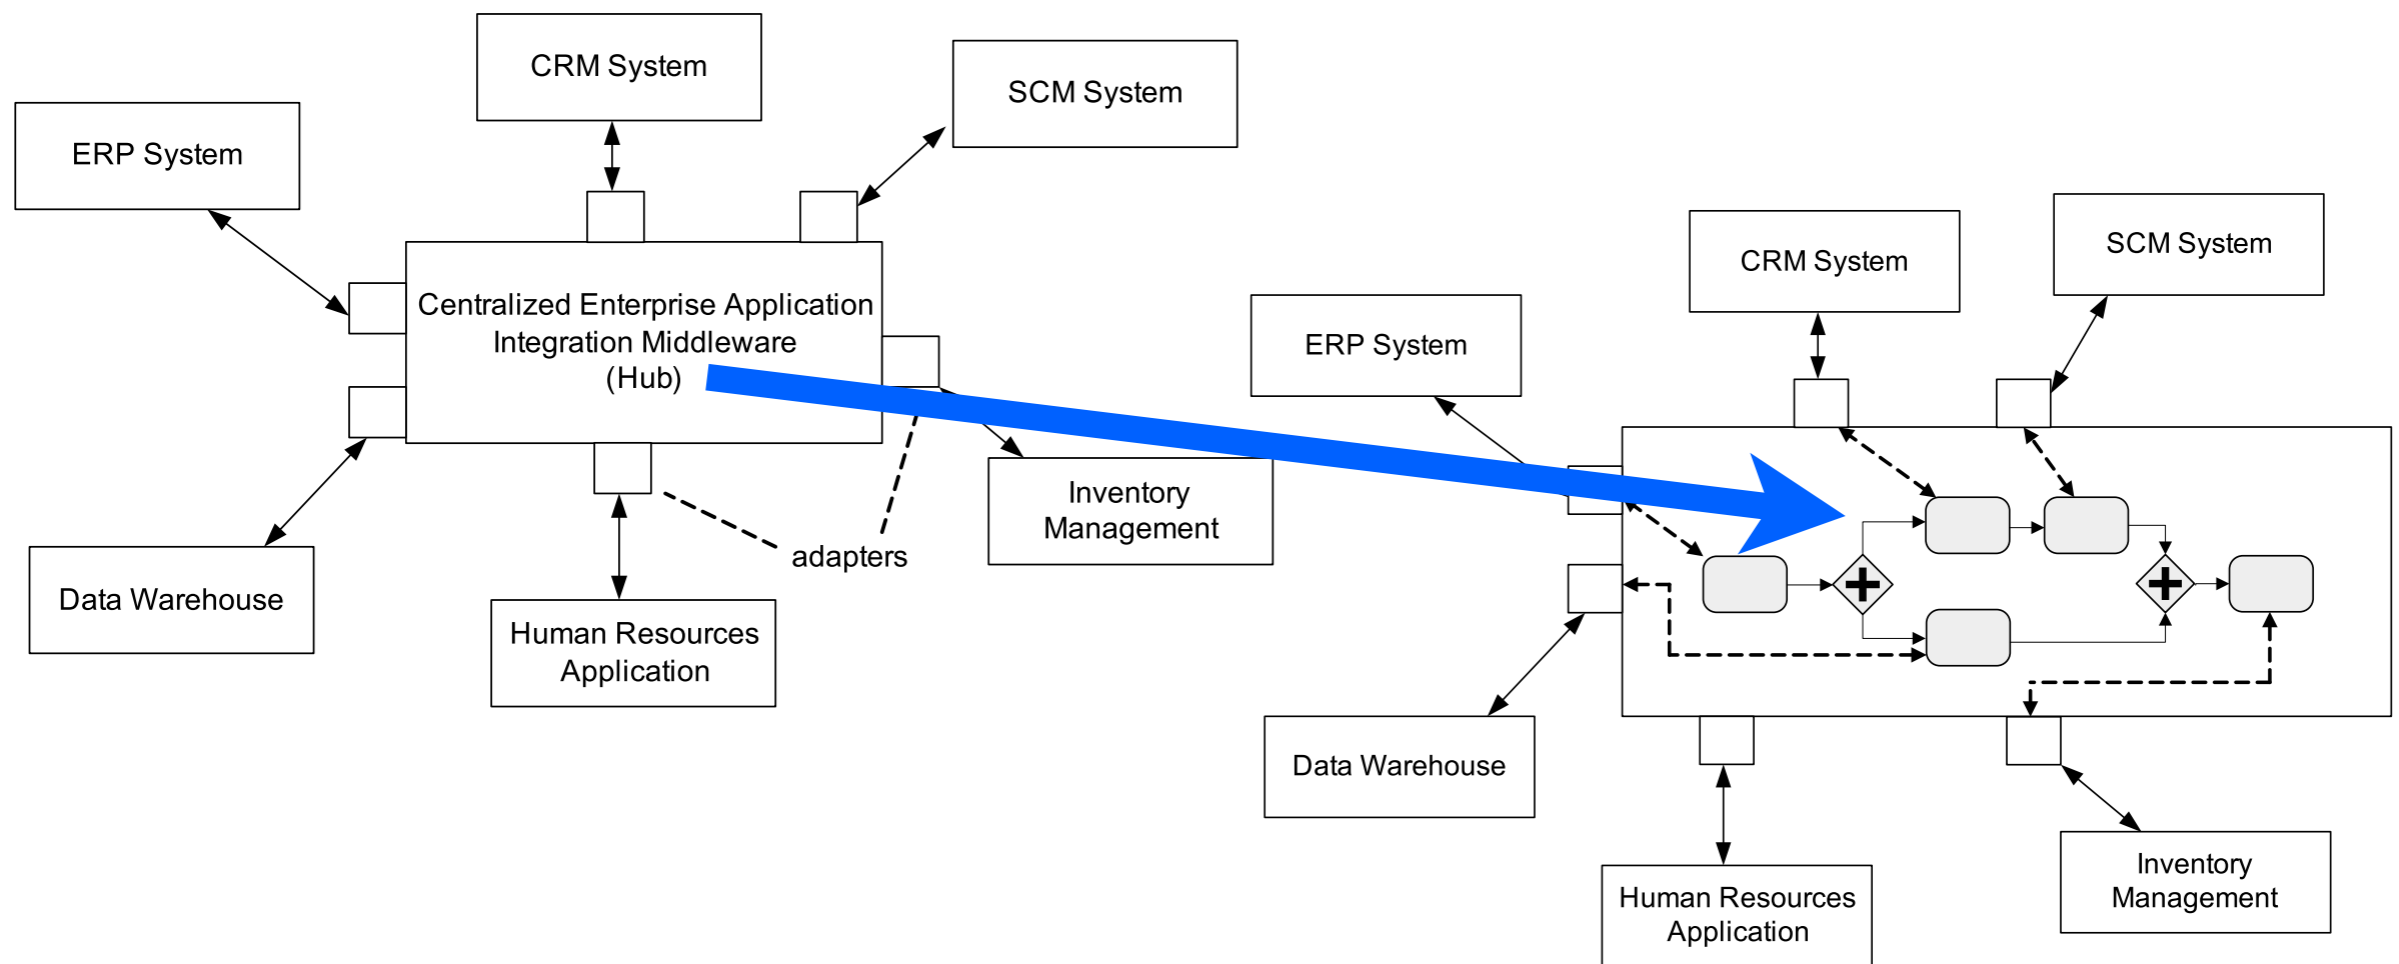 CRM System
SCM System
ERP System
Centralized Enterprise Application
Integration Middleware
(Hub)
Inventory
Management
adapters
Data Warehouse
Human Resources
Application
CRM System
SCM System
ERP System
Data Warehouse
Human Resources
Application
Inventory
Management